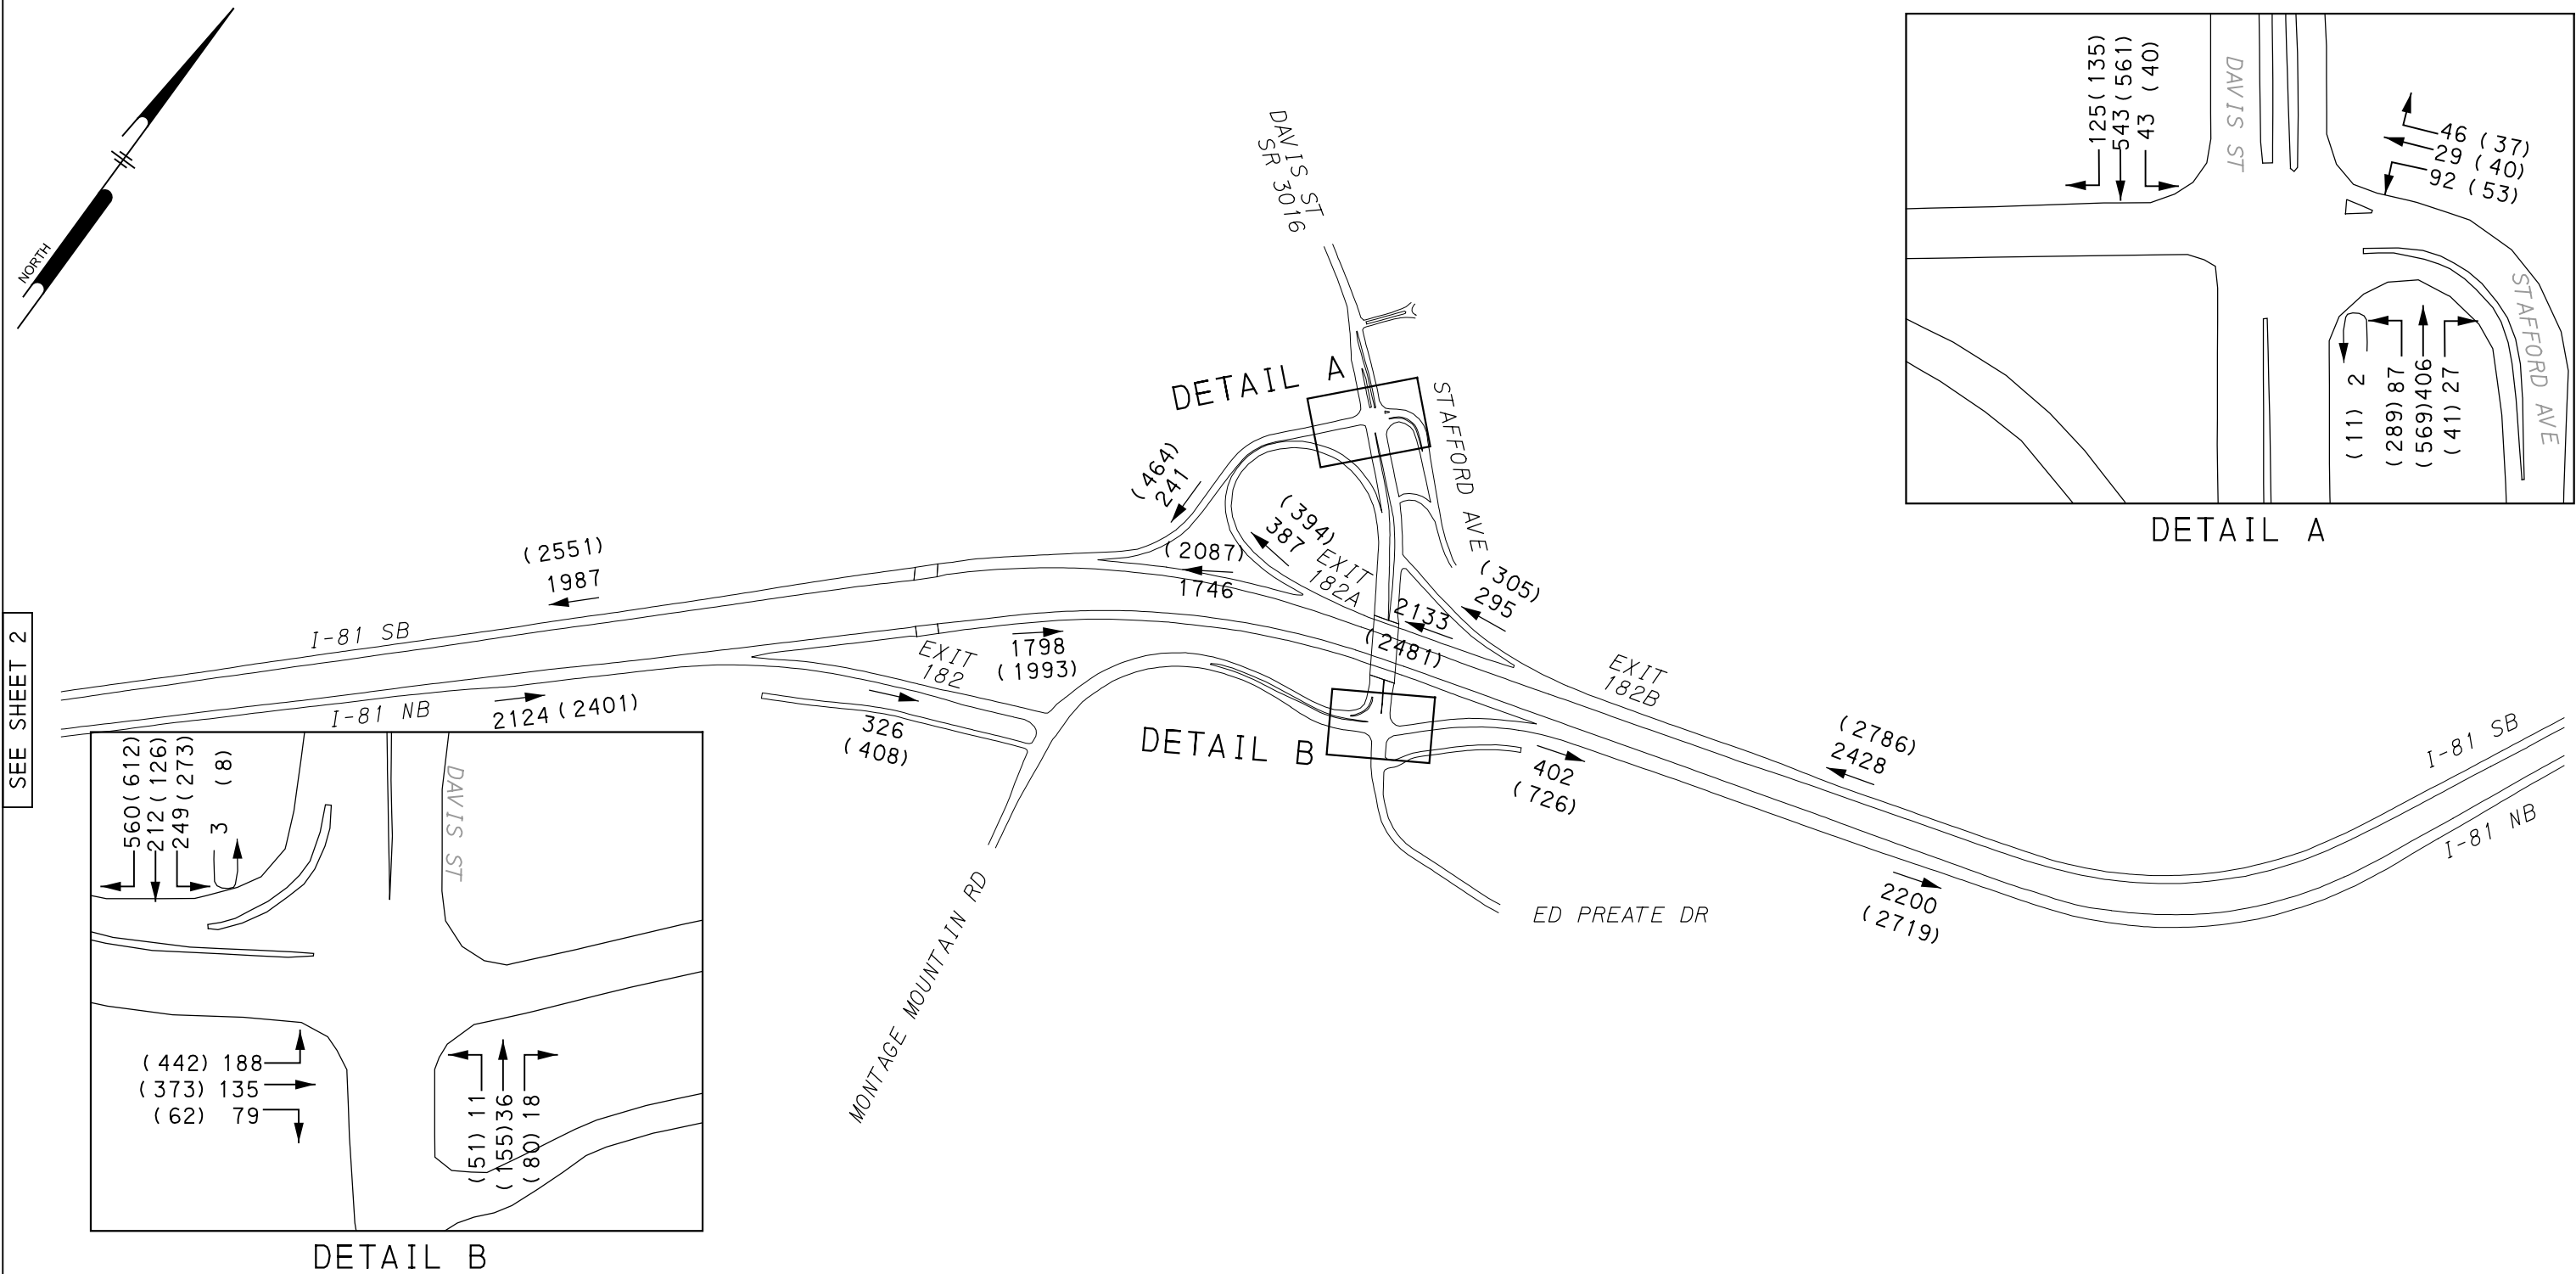 NORTH
SEE SHEET 2
DAVIS ST
SR 3016
DETAIL A
STAFFORD AVE
(464)
241
(394)
387
EXIT
182A
(2087)
1746
(2551)
1987
I-81 SB
I-81 NB
2124(2401)
EXIT
182
1798
(1993)
326
(408)
2133
(2481)
(305)
295
EXIT
182B
DETAIL B
402
(726)
(2786)
2428
2200
(2719)
I-81 SB
I-81 NB
ED PREATE DR
MONTAGE MOUNTAIN RD
125(135)
543(561)
43 (40)
DAVIS ST
46 (37)
29 (40)
92 (53)
STAFFORD AVE
(11) 2
(289)87
(569)406
(41)27
DETAIL A
560(612)
212(126)
249(273)
3 (8)
DAVIS ST
(442) 188
(373) 135
(62) 79
(51) 11
(155)36
(80)18
DETAIL B